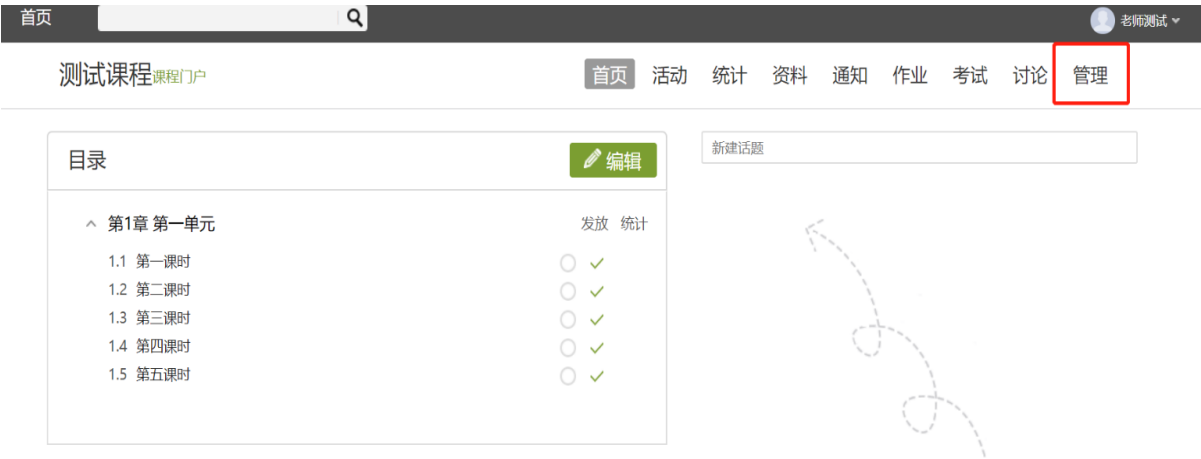 首页
老师测试
测试课程课程门户
首页 活动 统计 资料 通知 作业 考试 讨论 管理
目录
编辑
新建话题
第1章 第一单元
发放 统计
1.1 第一课时
1.2 第二课时
1.3 第三课时
1.4 第四课时
1.5 第五课时